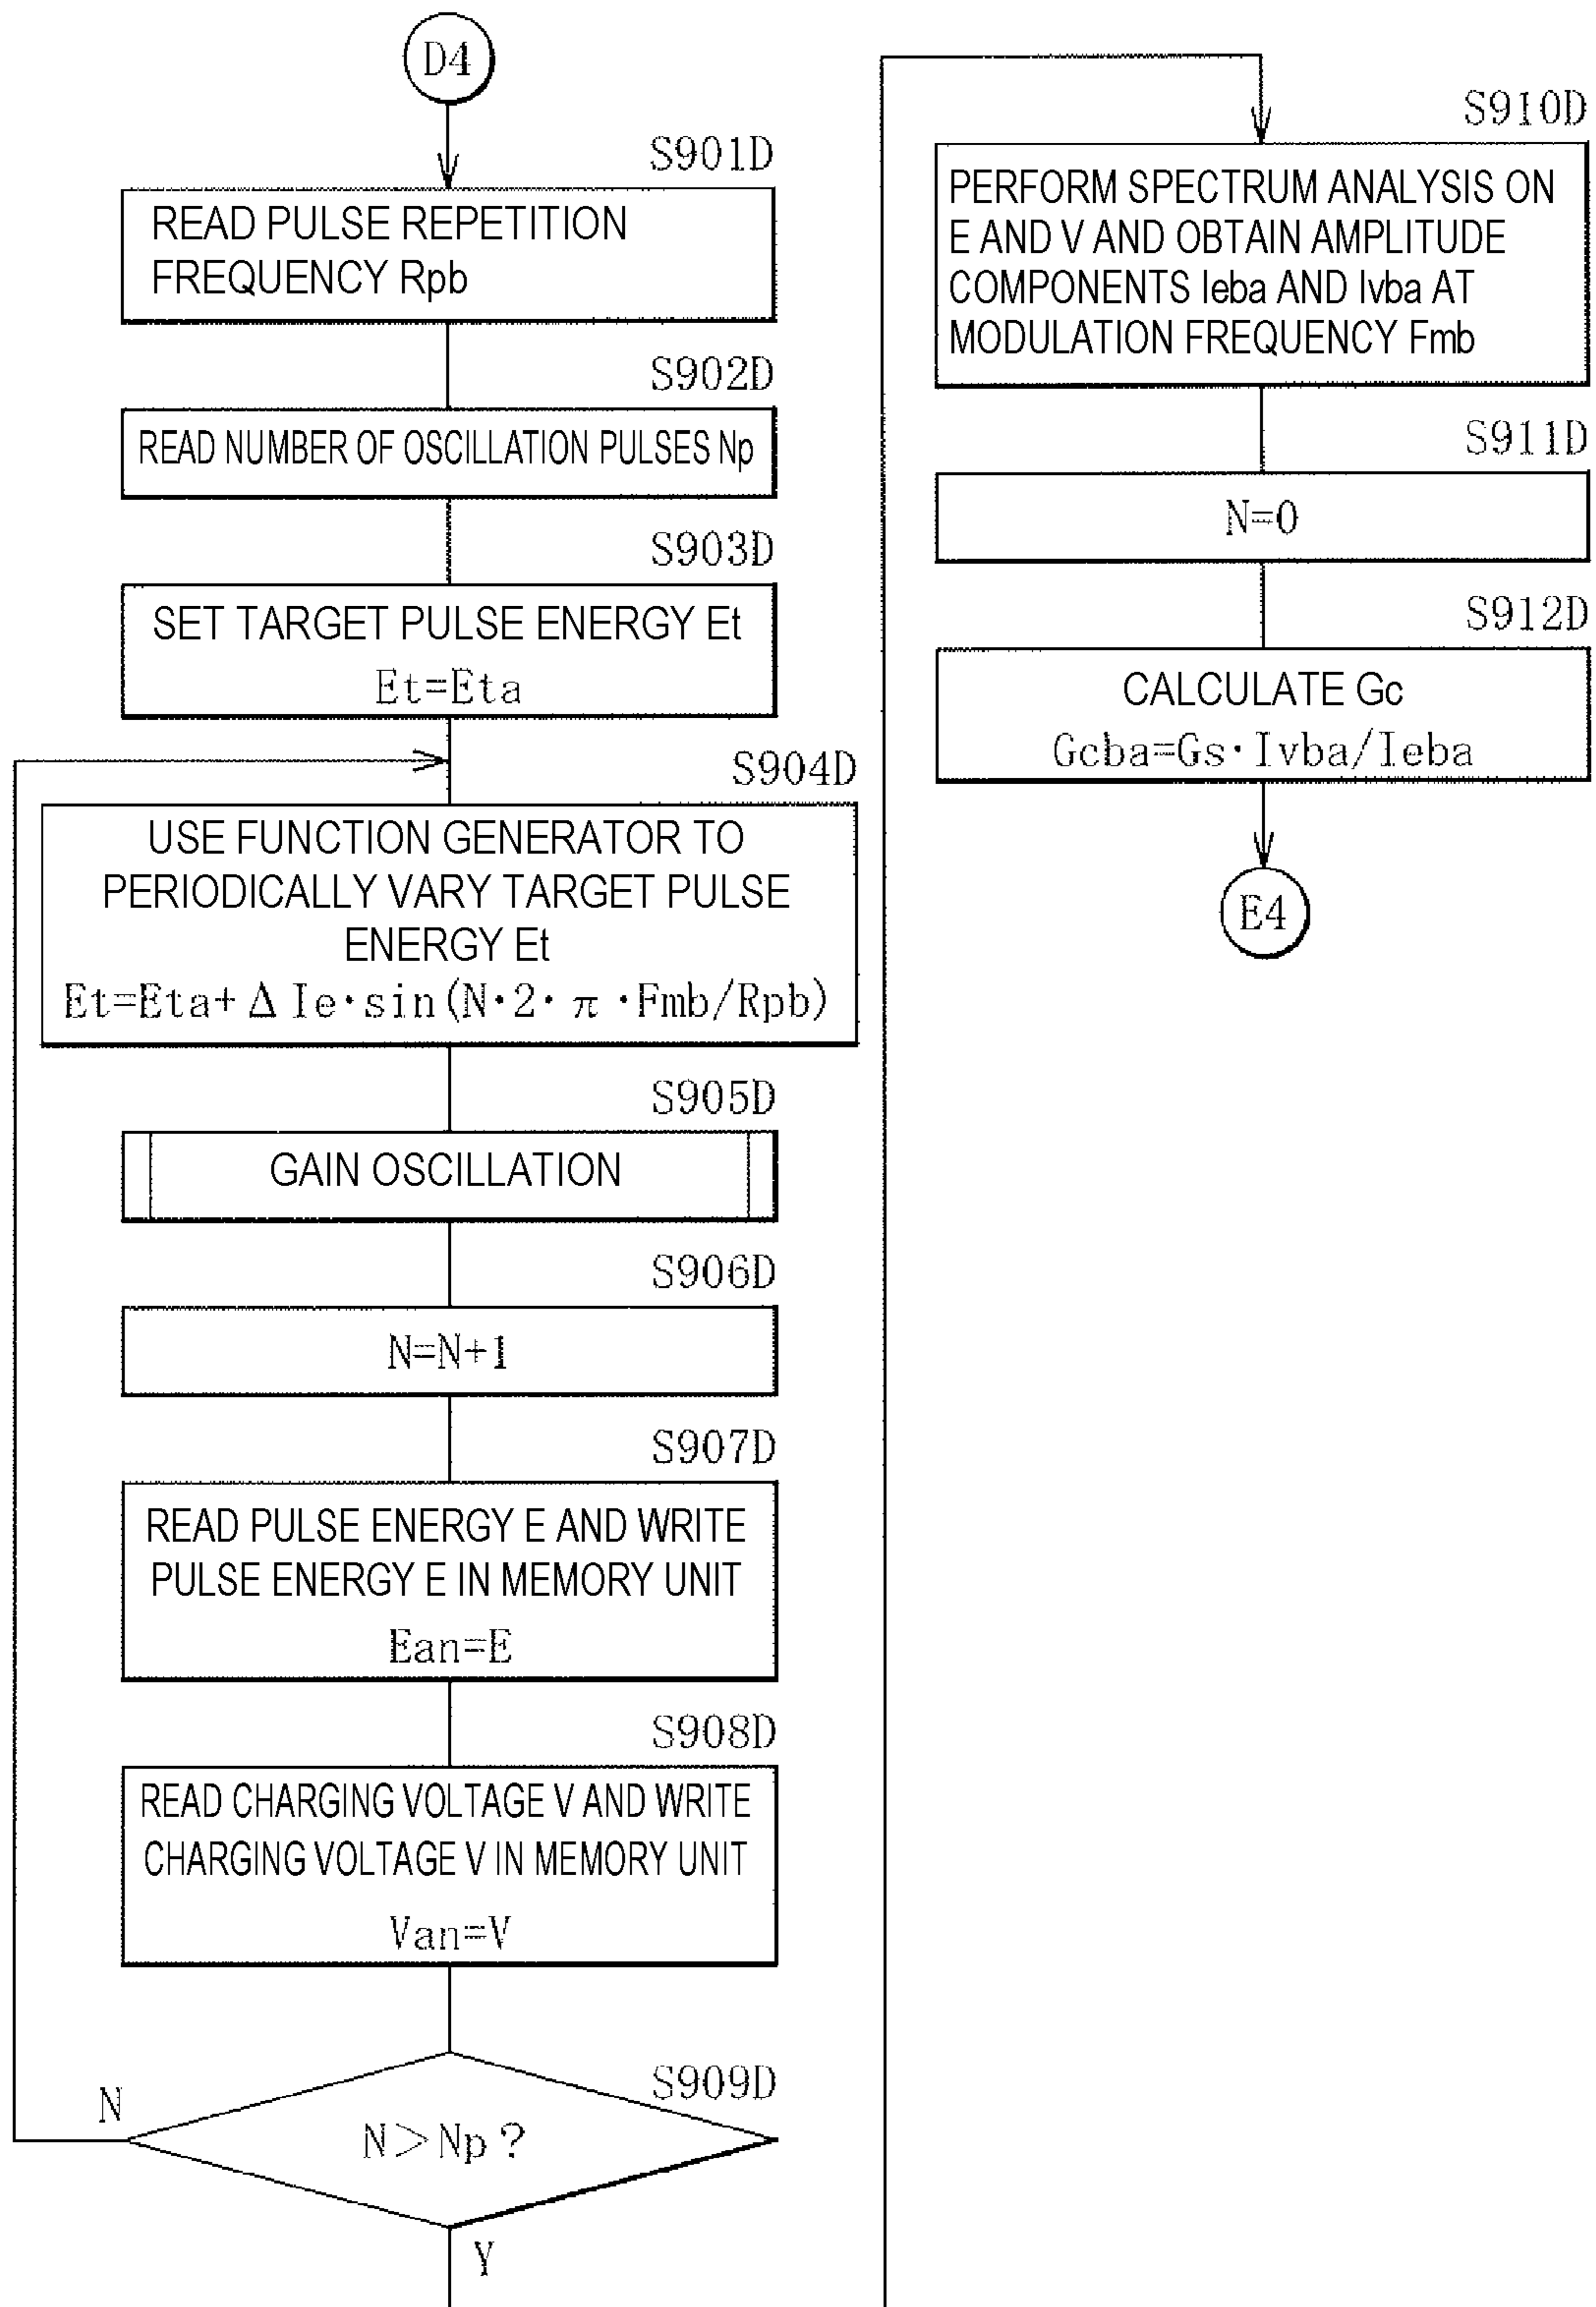 D4
S901D
READ PULSE REPETITION
FREQUENCY Rpb
S902D
READ NUMBER OF OSCILLATION PULSES Np
S903D
SET TARGET PULSE ENERGY Et
Et=Eta
S904D
USE FUNCTION GENERATOR TO
PERIODICALLY VARY TARGET PULSE
ENERGY Et
Et=Eta+ΔIe·sin(N·2·π·Fmb/Rpb)
S905D
GAIN OSCILLATION
S906D
N=N+1
S907D
READ PULSE ENERGY E AND WRITE
PULSE ENERGY E IN MEMORY UNIT
Ean=E
S908D
READ CHARGING VOLTAGE V AND WRITE
CHARGING VOLTAGE V IN MEMORY UNIT
Van=V
S909D
N
N>Np?
Y
S910D
PERFORM SPECTRUM ANALYSIS ON
E AND V AND OBTAIN AMPLITUDE
COMPONENTS Ieba AND Ivba AT
MODULATION FREQUENCY Fmb
S911D
N=0
S912D
CALCULATE Gc
Gcba=Gs·Ivba/Ieba
E4